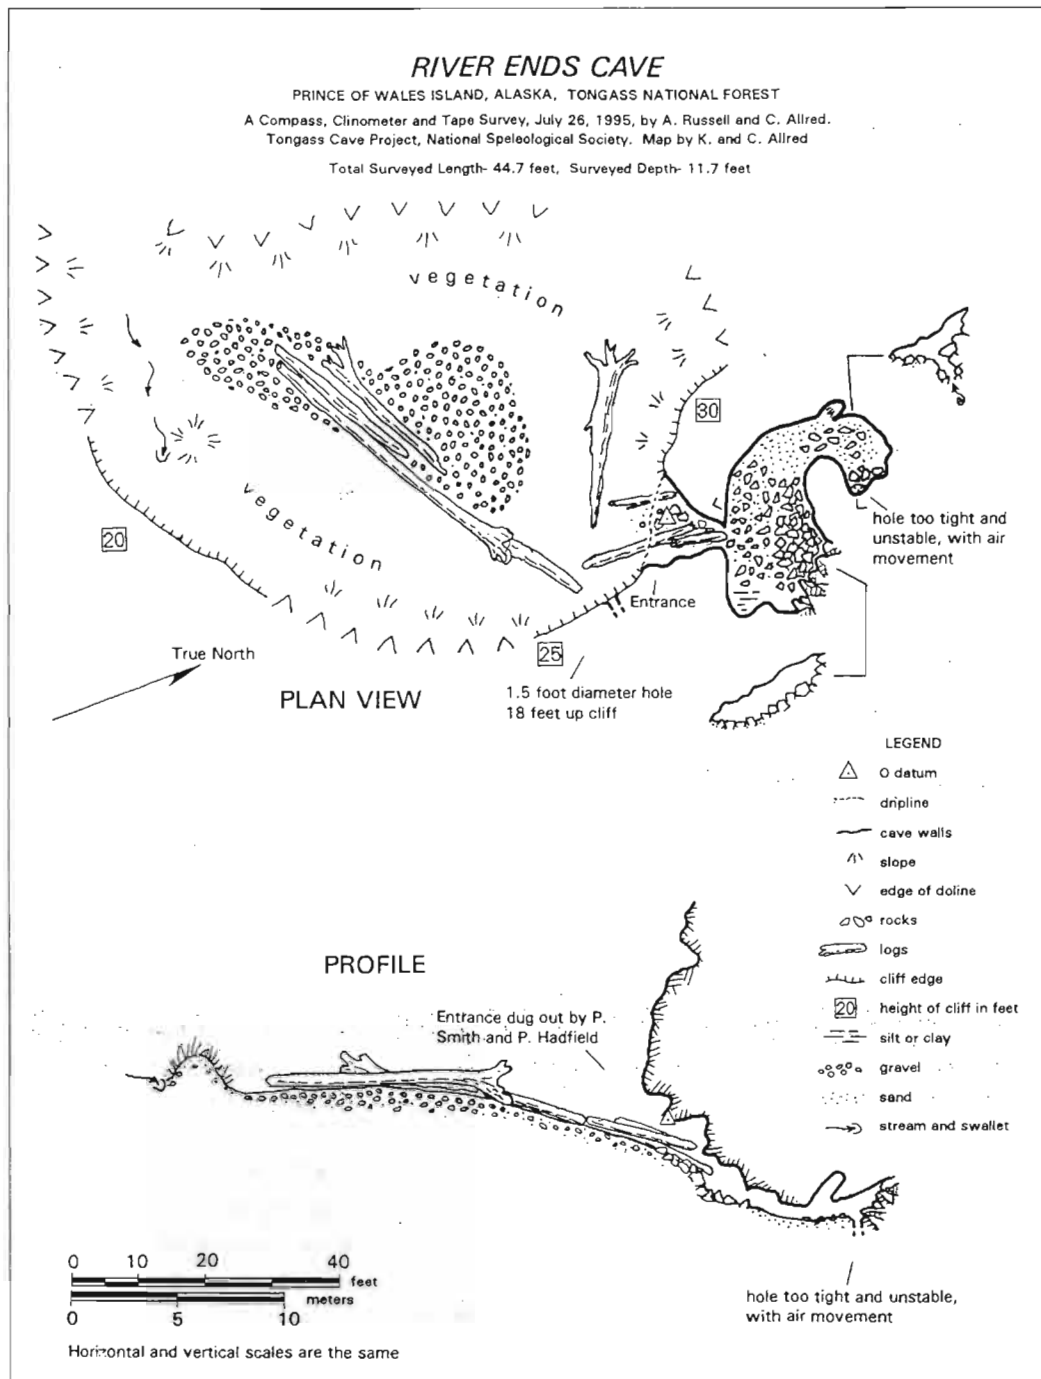 RIVER ENDS CAVE
PRINCE OF WALES ISLAND, ALASKA, TONGASS NATIONAL FOREST
A Compass, Clinometer and Tape Survey, July 26, 1995, by A. Russell and C. Allred.
Tongass Cave Project, National Speleological Society. Map by K. and C. Allred
Total Surveyed Length- 44.7 feet, Surveyed Depth- 11.7 feet
vegetation
30
hole too tight and
unstable, with air
movement
vegetation
20
Entrance
True North
25
PLAN VIEW
1.5 foot diameter hole
18 feet up cliff
LEGEND
O datum
dripline
cave walls
slope
edge of doline
rocks
logs
cliff edge
20 height of cliff in feet
silt or clay
gravel
sand
stream and swallet
PROFILE
Entrance dug out by P.
Smith and P. Hadfield
0 10 20 40
feet
meters
0 5 10
hole too tight and unstable,
with air movement
Horizontal and vertical scales are the same